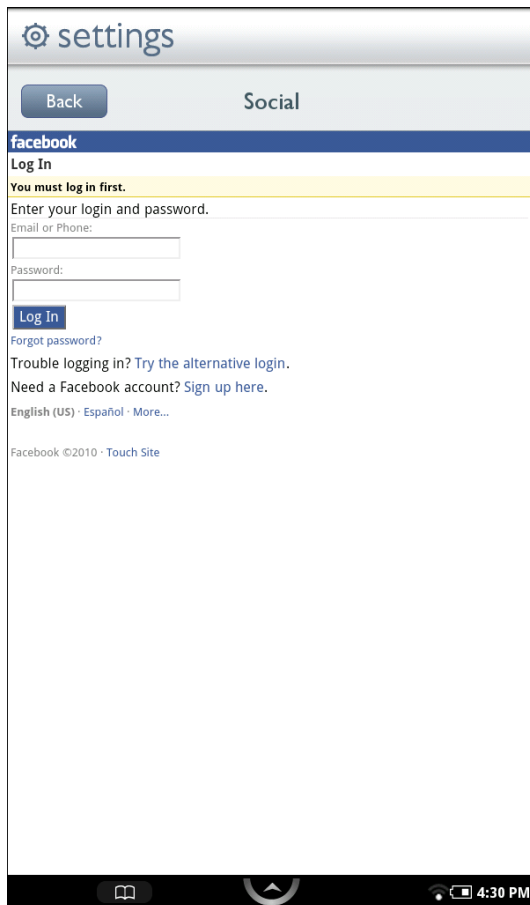 settings
Back
Social
facebook
Log In
You must log in first.
Enter your login and password.
Email or Phone:
Password:
Log In
Forgot password?
Trouble logging in? Try the alternative login.
Need a Facebook account? Sign up here.
English (US) · Español · More...
Facebook ©2010 · Touch Site
4:30 PM